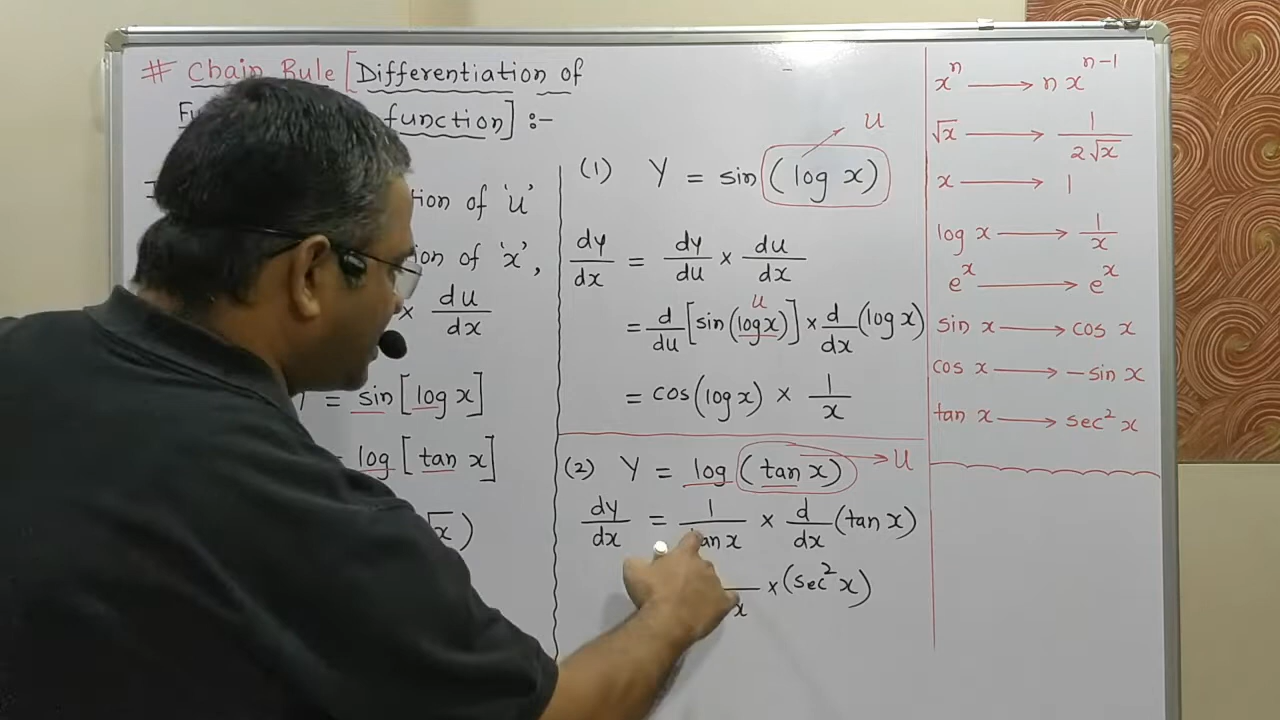 # Chain Rule [Differentiation of
function] :-
of 'u'
of 'x',
× du/dx
= sin[log x]
= log[tan x]
√x)
(1) Y = sin(log x) → u
dy/dx = dy/du × du/dx
u
= d/du [sin(log x)] × d/dx (log x)
= cos(log x) × 1/x
(2) Y = log(tan x) → u
dy/dx = 1/tan x × d/dx (tan x)
x × (sec² x)
xⁿ → n xⁿ⁻¹
√x → 1/2√x
x → 1
log x → 1/x
eˣ → eˣ
sin x → cos x
cos x → -sin x
tan x → sec² x